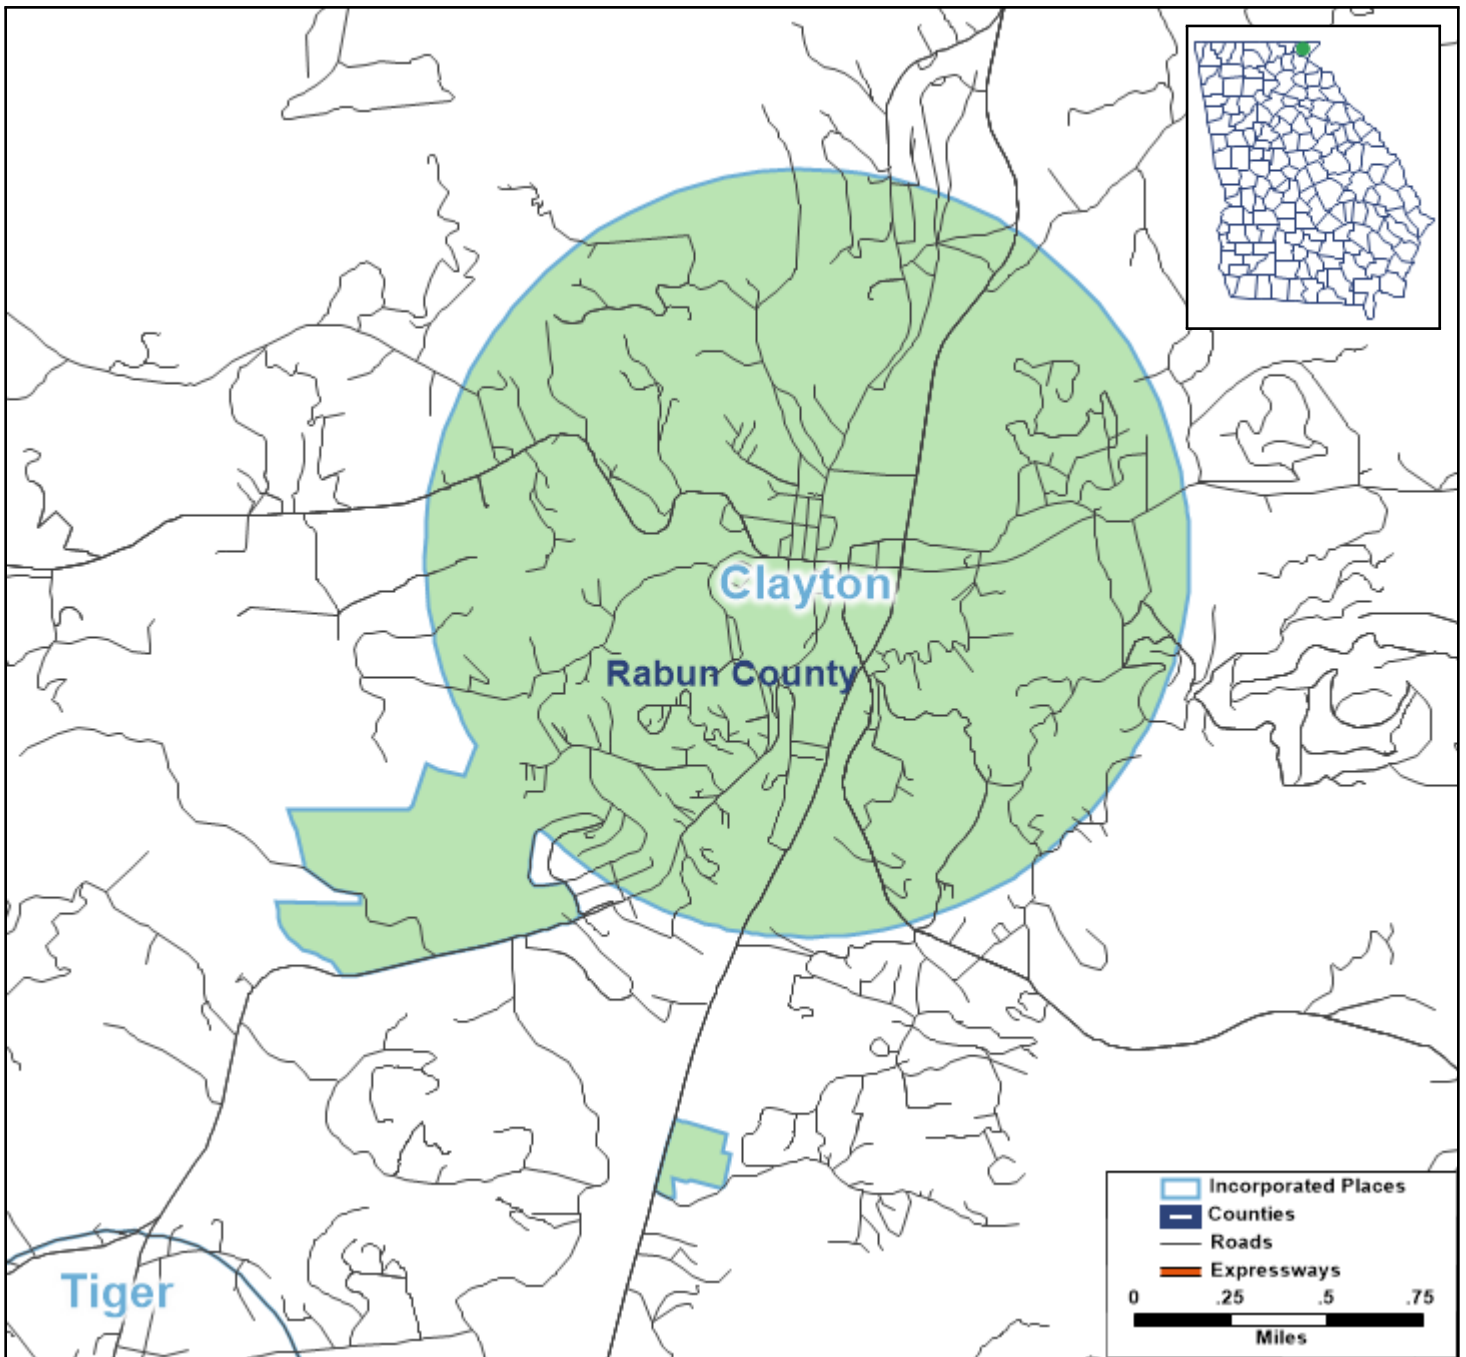 Clayton
Rabun County
Tiger
Incorporated Places
Counties
Roads
Expressways
0 .25 .5 .75
Miles